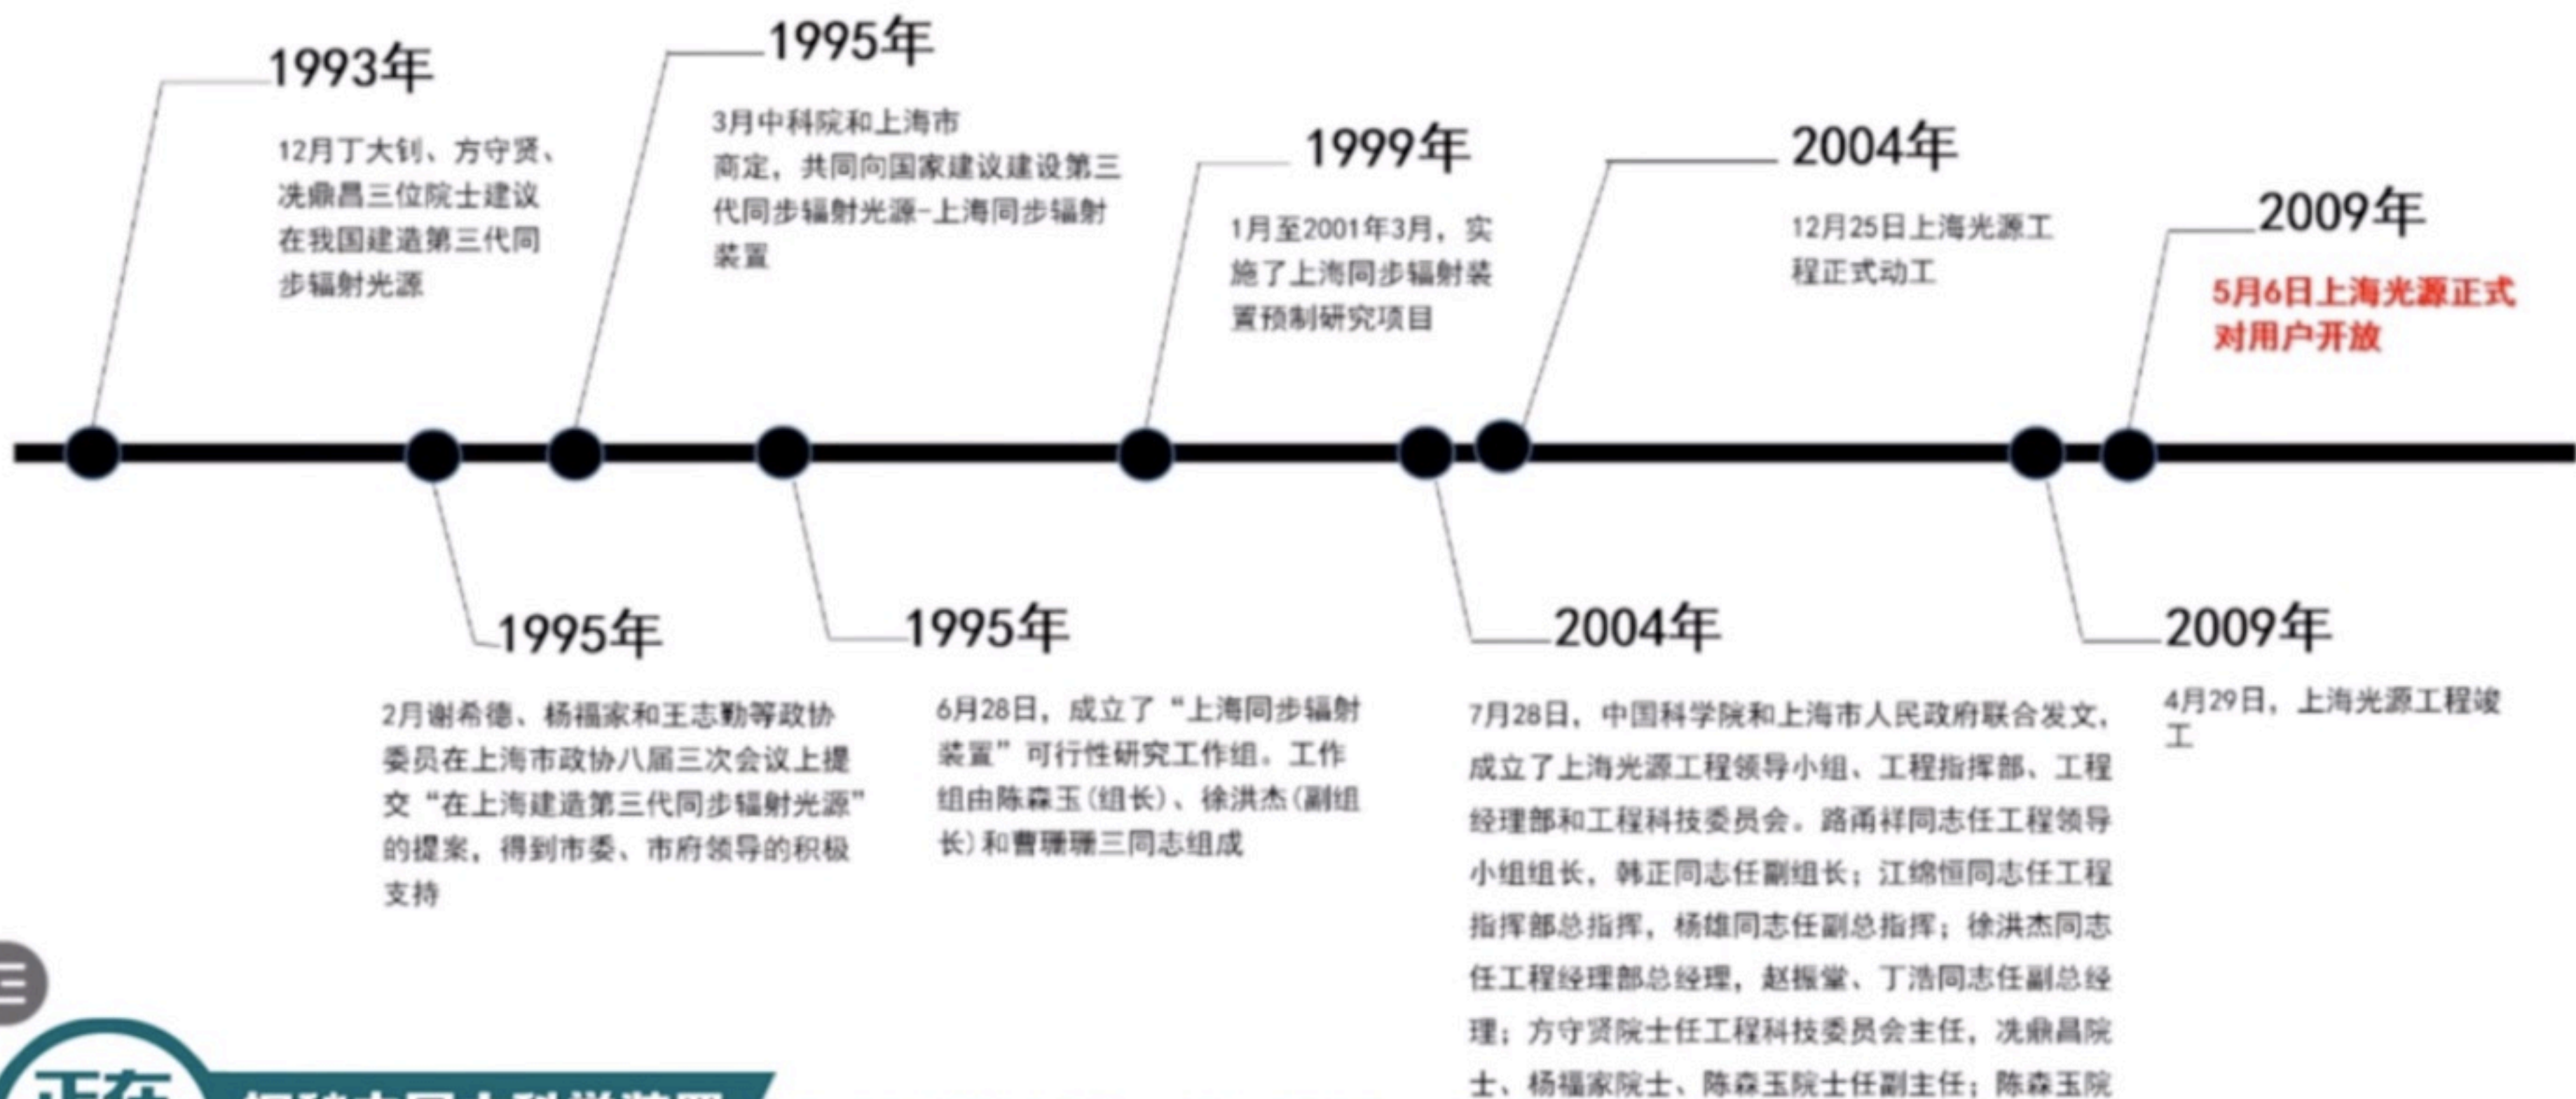 1993年
12月丁大钊、方守贤、
冼鼎昌三位院士建议
在我国建造第三代同
步辐射光源
1995年
3月中科院和上海市
商定，共同向国家建议建设第三
代同步辐射光源-上海同步辐射
装置
1999年
1月至2001年3月，实
施了上海同步辐射装
置预制研究项目
2004年
12月25日上海光源工
程正式动工
2009年
5月6日上海光源正式
对用户开放
1995年
2月谢希德、杨福家和王志勤等政协
委员在上海市政协八届三次会议上提
交“在上海建造第三代同步辐射光源”
的提案，得到市委、市府领导的积极
支持
1995年
6月28日，成立了“上海同步辐射
装置”可行性研究工作组。工作
组由陈森玉(组长)、徐洪杰(副组
长)和曹珊珊三同志组成
2004年
7月28日，中国科学院和上海市人民政府联合发文，
成立了上海光源工程领导小组、工程指挥部、工程
经理部和工程科技委员会。路甬祥同志任工程领导
小组组长，韩正同志任副组长；江绵恒同志任工程
指挥部总指挥，杨雄同志任副总指挥；徐洪杰同志
任工程经理部总经理，赵振堂、丁浩同志任副总经
理；方守贤院士任工程科技委员会主任，冼鼎昌院
士、杨福家院士、陈森玉院士任副主任；陈森玉院
2009年
4月29日，上海光源工程竣
工
正在